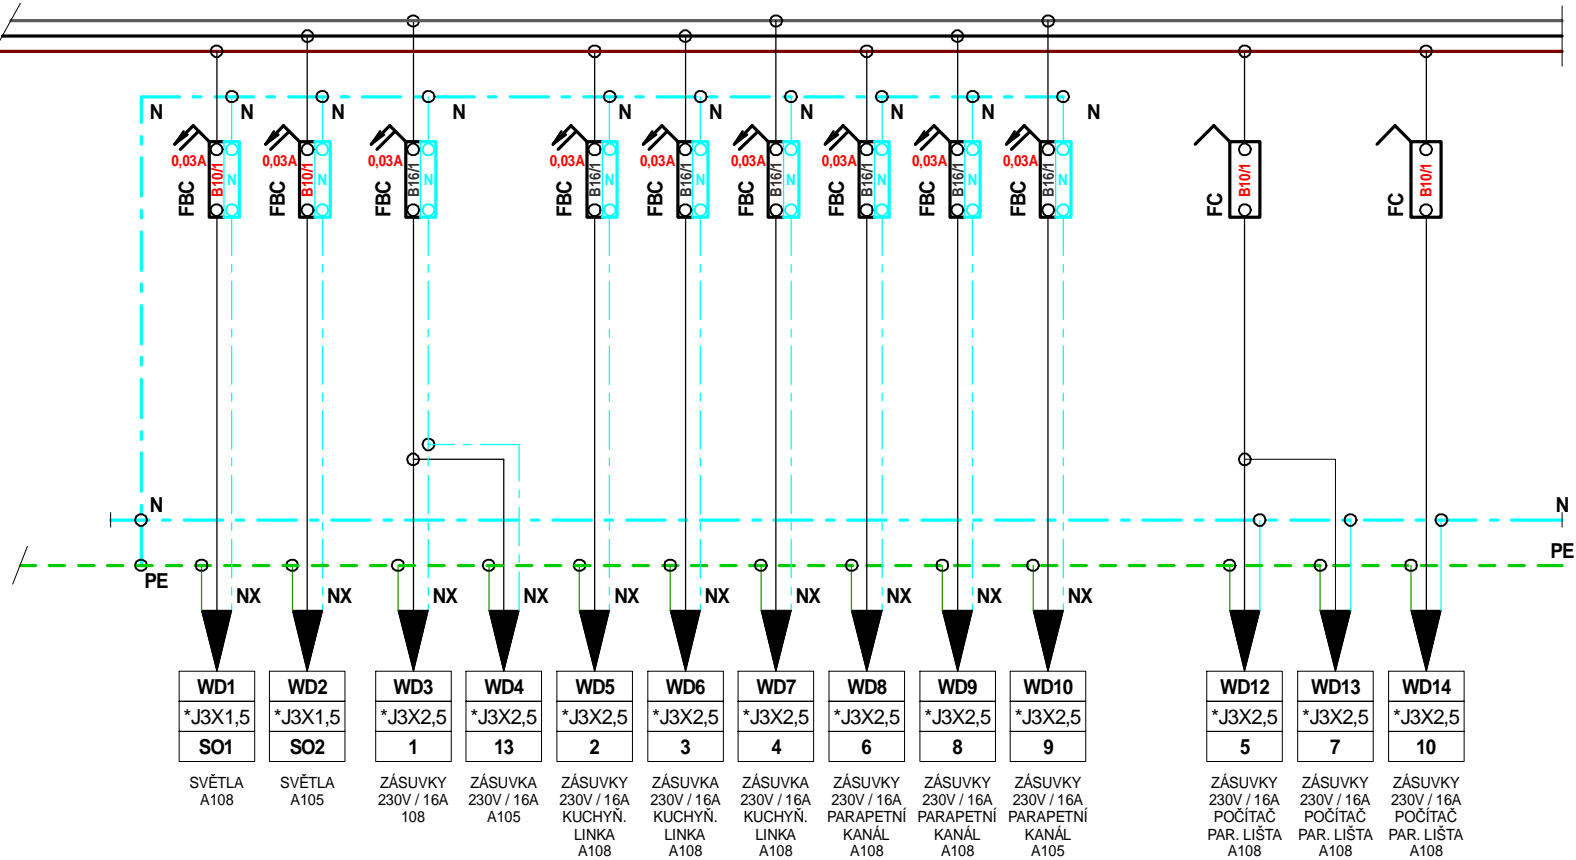 N N N N N N N N N N
0,03A 0,03A 0,03A 0,03A 0,03A 0,03A 0,03A 0,03A 0,03A
B10/1 N B10/1 N B16/1 N B16/1 N B16/1 N B16/1 N B16/1 N B16/1 N B16/1 N B10/1 B10/1
FBC FBC FBC FBC FBC FBC FBC FBC FBC FC FC
N N
PE PE
NX NX NX NX NX NX NX NX NX
WD1 WD2 WD3 WD4 WD5 WD6 WD7 WD8 WD9 WD10 WD12 WD13 WD14
*J3X1,5 *J3X1,5 *J3X2,5 *J3X2,5 *J3X2,5 *J3X2,5 *J3X2,5 *J3X2,5 *J3X2,5 *J3X2,5 *J3X2,5 *J3X2,5 *J3X2,5
SO1 SO2 1 13 2 3 4 6 8 9 5 7 10
SVĚTLA
A108
SVĚTLA
A105
ZÁSUVKY
230V / 16A
108
ZÁSUVKA
230V / 16A
A105
ZÁSUVKY
230V / 16A
KUCHYŇ.
LINKA
A108
ZÁSUVKA
230V / 16A
KUCHYŇ.
LINKA
A108
ZÁSUVKA
230V / 16A
KUCHYŇ.
LINKA
A108
ZÁSUVKY
230V / 16A
PARAPETNÍ
KANÁL
A108
ZÁSUVKY
230V / 16A
PARAPETNÍ
KANÁL
A108
ZÁSUVKY
230V / 16A
PARAPETNÍ
KANÁL
A105
ZÁSUVKY
230V / 16A
POČÍTAČ
PAR. LIŠTA
A108
ZÁSUVKY
230V / 16A
POČÍTAČ
PAR. LIŠTA
A108
ZÁSUVKY
230V / 16A
POČÍTAČ
PAR. LIŠTA
A108